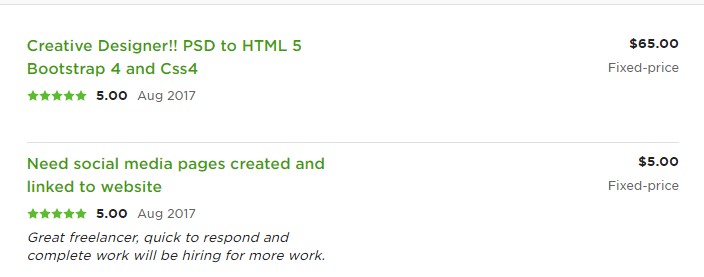 Creative Designer!! PSD to HTML 5
Bootstrap 4 and Css4
$65.00
Fixed-price
5.00 Aug 2017
Need social media pages created and
linked to website
$5.00
Fixed-price
5.00 Aug 2017
Great freelancer, quick to respond and
complete work will be hiring for more work.